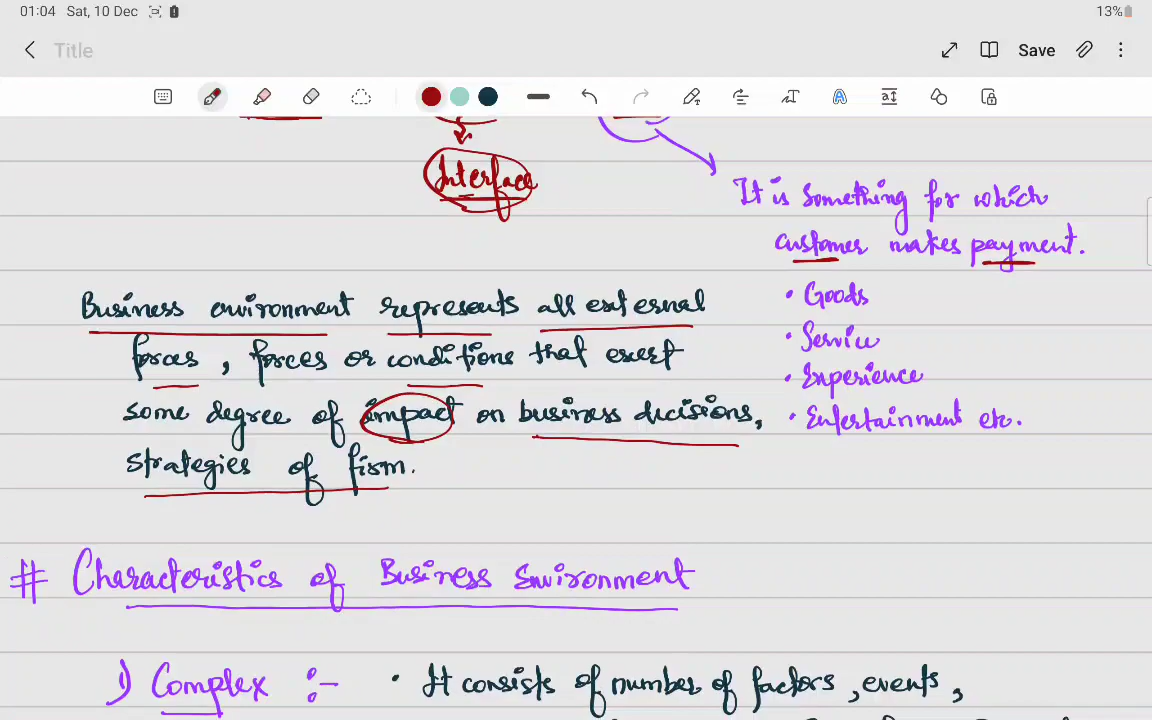 01:04 Sat, 10 Dec 13%
Title Save
Interface
It is something for which
customer makes payment.
• Goods
• Service
• Experience
• Entertainment etc.
Business environment represents all external
forces, forces or conditions that exert
some degree of impact on business decisions,
strategies of firm.
# Characteristics of Business Environment
1) Complex :- • It consists of number of factors, events,